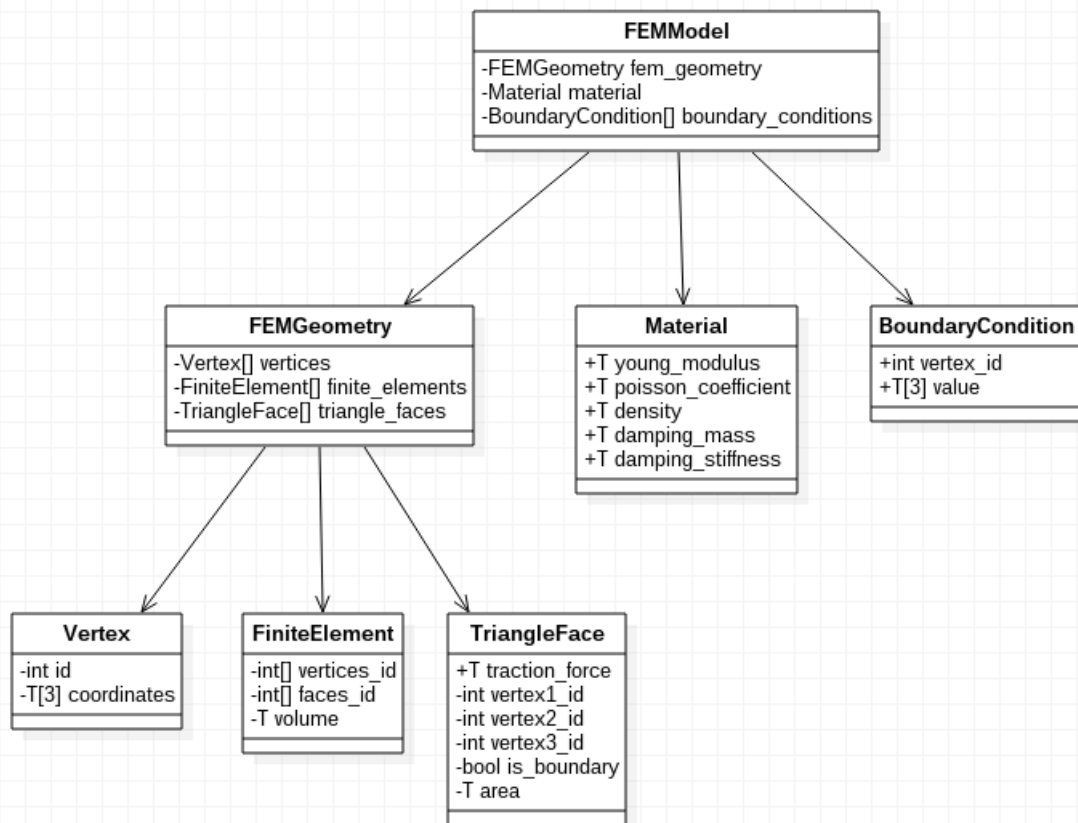 FEMModel
-FEMGeometry fem_geometry
-Material material
-BoundaryCondition[] boundary_conditions
FEMGeometry
-Vertex[] vertices
-FiniteElement[] finite_elements
-TriangleFace[] triangle_faces
Material
+T young_modulus
+T poisson_coefficient
+T density
+T damping_mass
+T damping_stiffness
BoundaryCondition
+int vertex_id
+T[3] value
Vertex
-int id
-T[3] coordinates
FiniteElement
-int[] vertices_id
-int[] faces_id
-T volume
TriangleFace
+T traction_force
-int vertex1_id
-int vertex2_id
-int vertex3_id
-bool is_boundary
-T area